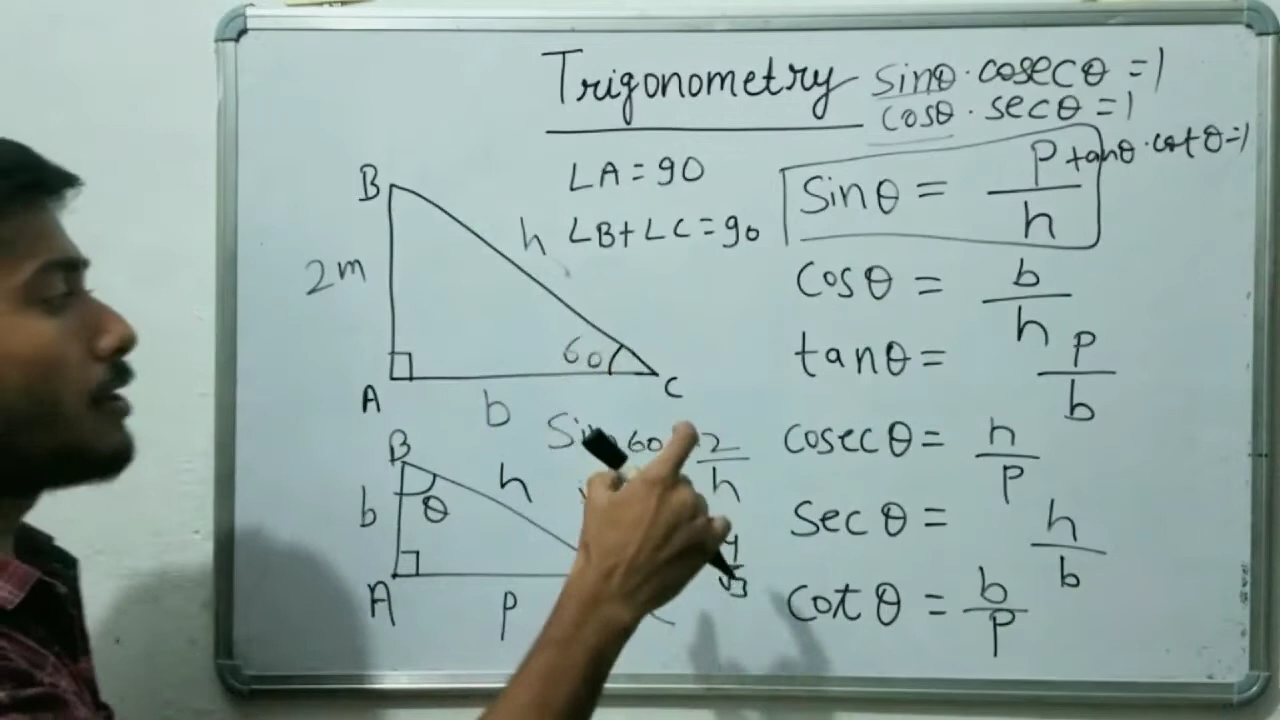 Trigonometry
sinθ · cosecθ = 1
cosθ · secθ = 1
tanθ · cotθ = 1
∠A = 90
∠B + ∠C = 90
Sinθ = p/h
cosθ = b/h
tanθ = p/b
cosecθ = h/p
secθ = h/b
cotθ = b/p
B
2m
h
60
A
b
C
60 2/h
B
b
θ
h
A
p